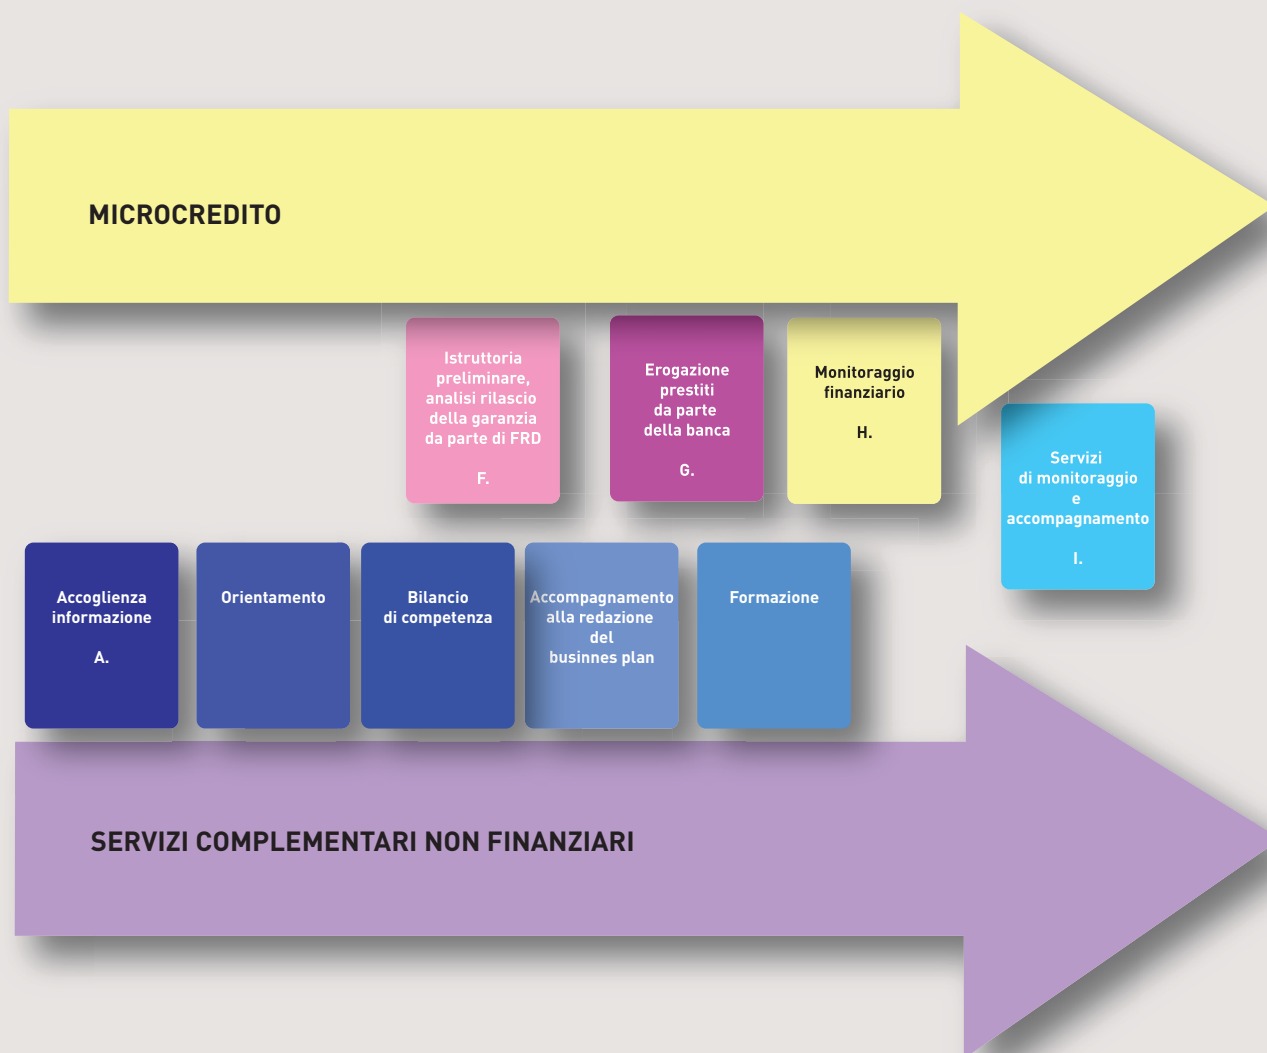 MICROCREDITO
Istruttoria
preliminare,
analisi rilascio
della garanzia
da parte di FRD
F.
Erogazione
prestiti
da parte
della banca
G.
Monitoraggio
finanziario
H.
Servizi
di monitoraggio
e
accompagnamento
I.
Accoglienza
informazione
A.
Orientamento
Bilancio
di competenza
Accompagnamento
alla redazione
del
businnes plan
Formazione
SERVIZI COMPLEMENTARI NON FINANZIARI